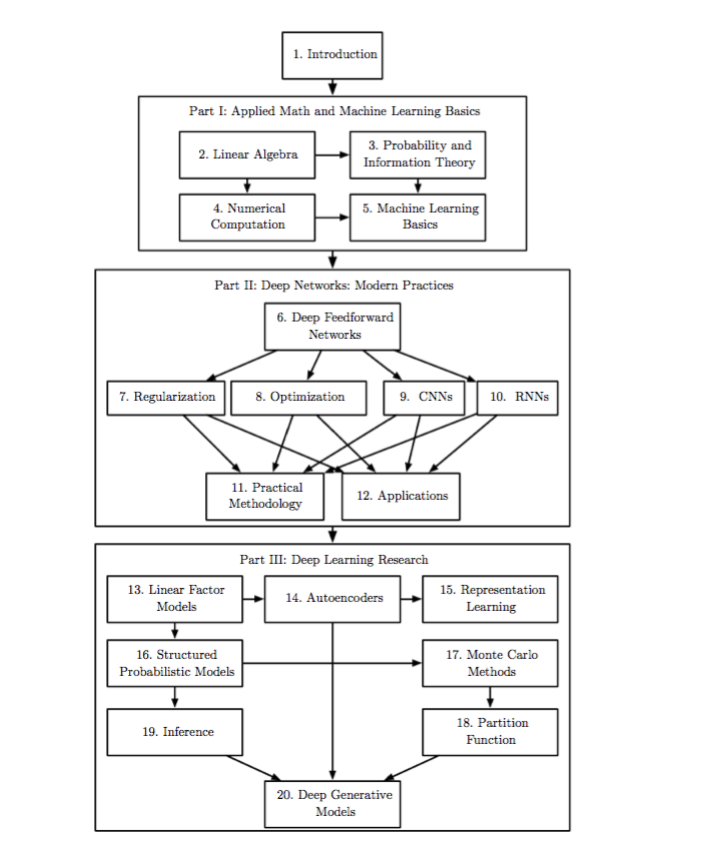 1. Introduction
Part I: Applied Math and Machine Learning Basics
2. Linear Algebra
3. Probability and
Information Theory
4. Numerical
Computation
5. Machine Learning
Basics
Part II: Deep Networks: Modern Practices
6. Deep Feedforward
Networks
7. Regularization
8. Optimization
9. CNNs
10. RNNs
11. Practical
Methodology
12. Applications
Part III: Deep Learning Research
13. Linear Factor
Models
14. Autoencoders
15. Representation
Learning
16. Structured
Probabilistic Models
17. Monte Carlo
Methods
19. Inference
18. Partition
Function
20. Deep Generative
Models